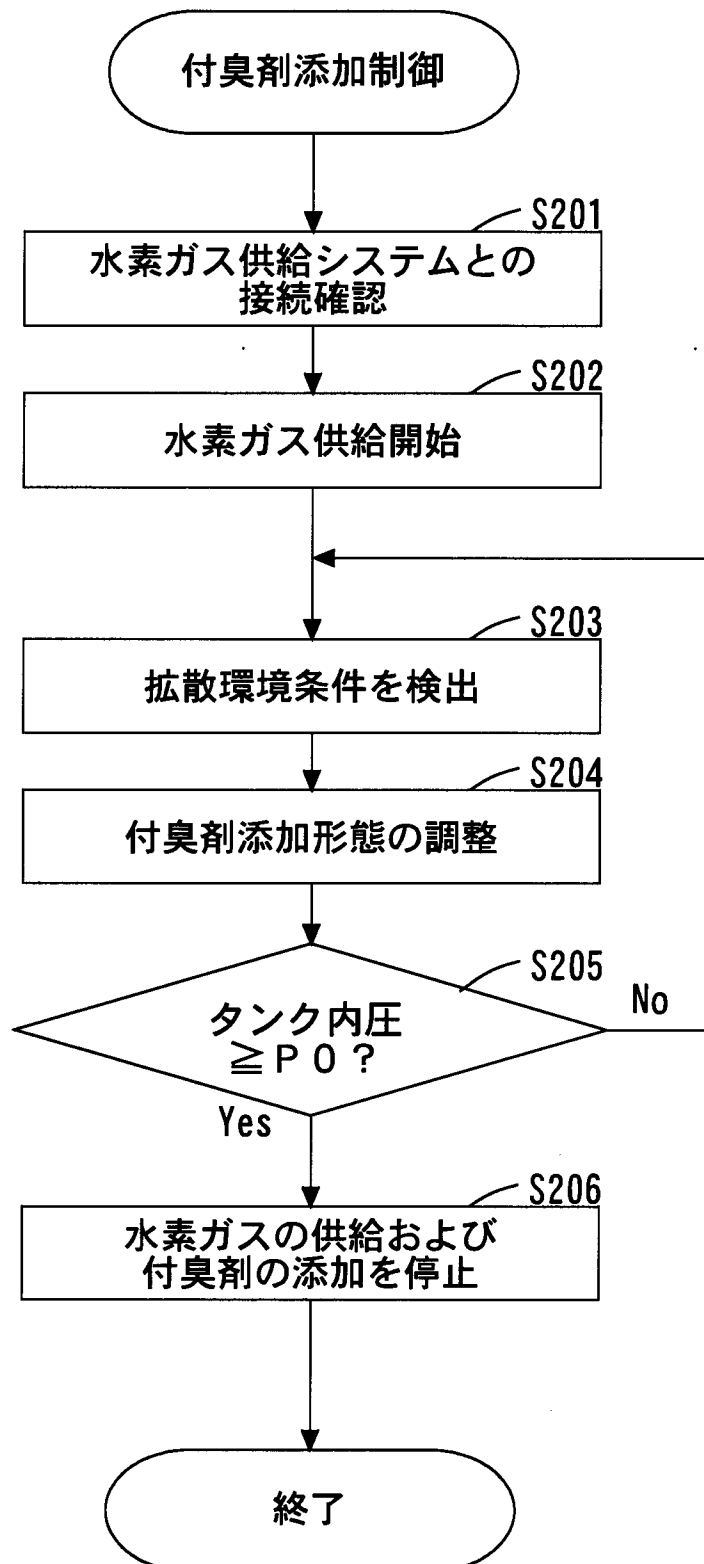 付臭剤添加制御
S201
水素ガス供給システムとの
接続確認
S202
水素ガス供給開始
S203
拡散環境条件を検出
S204
付臭剤添加形態の調整
S205
タンク内圧
≧P0?
No
Yes
S206
水素ガスの供給および
付臭剤の添加を停止
終了